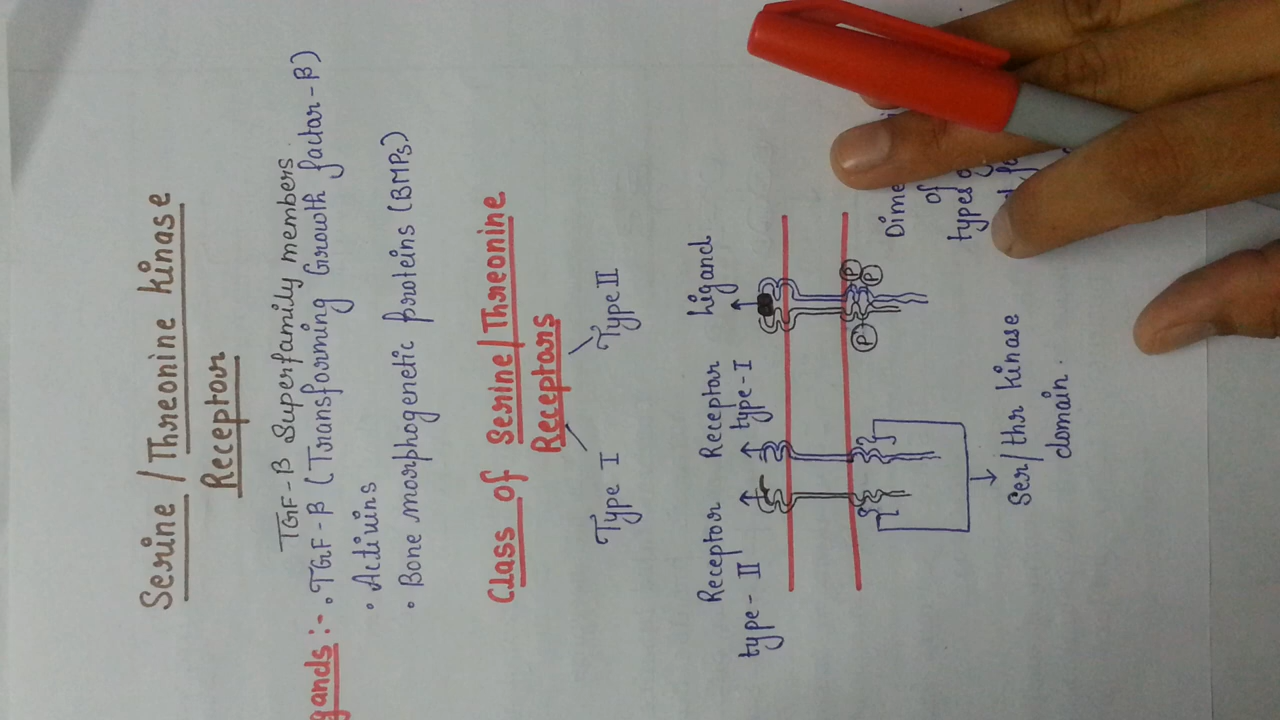 Serine/Threonine kinase
Receptor
TGF-B Superfamily members
gands:- • TGF-B (Transforming Growth factor-B)
• Activins
• Bone morphogenetic proteins (BMPs)
Class of Serine/Threonine
Receptors
Type I Type II
Receptor type-II
Receptor type-I
Ligand
P P P
Ser/thr kinase
domain.
Dime
of
types